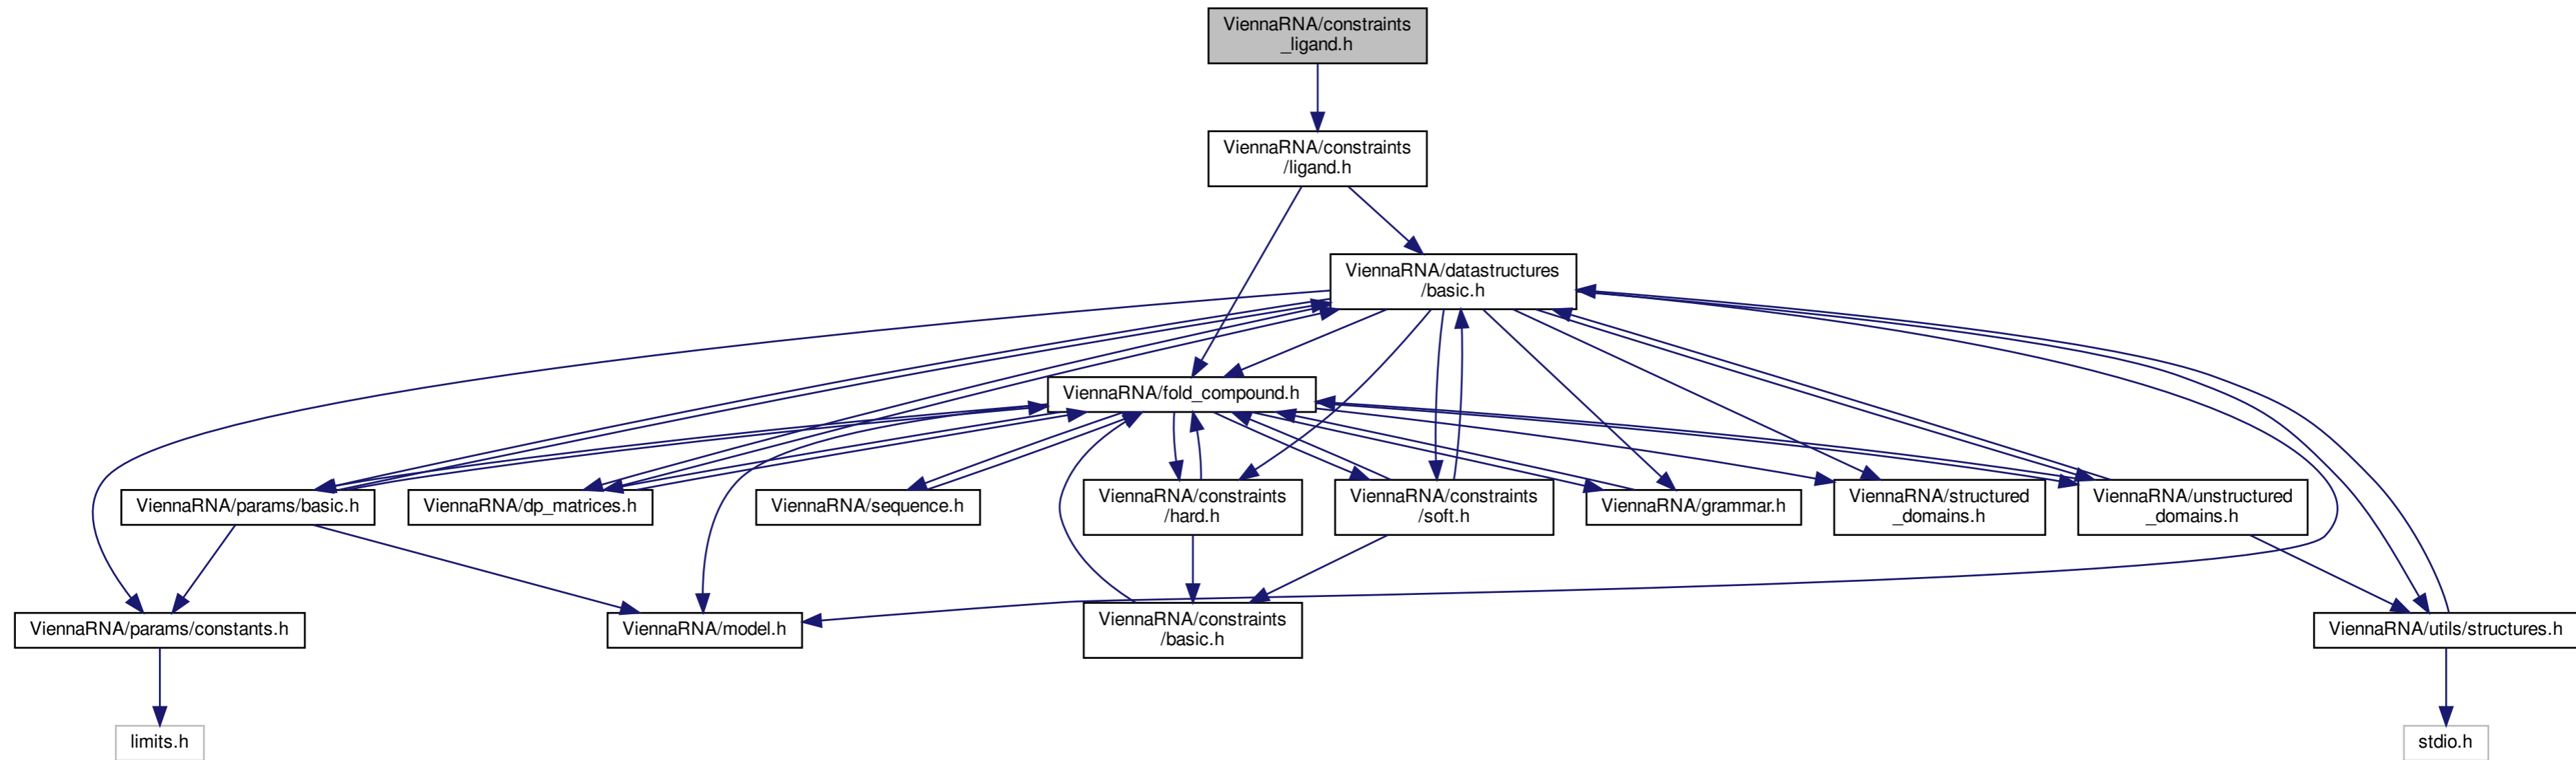 ViennaRNA/constraints
_ligand.h
ViennaRNA/constraints
/ligand.h
ViennaRNA/datastructures
/basic.h
ViennaRNA/fold_compound.h
ViennaRNA/params/basic.h
ViennaRNA/dp_matrices.h
ViennaRNA/sequence.h
ViennaRNA/constraints
/hard.h
ViennaRNA/constraints
/soft.h
ViennaRNA/grammar.h
ViennaRNA/structured
_domains.h
ViennaRNA/unstructured
_domains.h
ViennaRNA/params/constants.h
ViennaRNA/model.h
ViennaRNA/constraints
/basic.h
ViennaRNA/utils/structures.h
limits.h
stdio.h